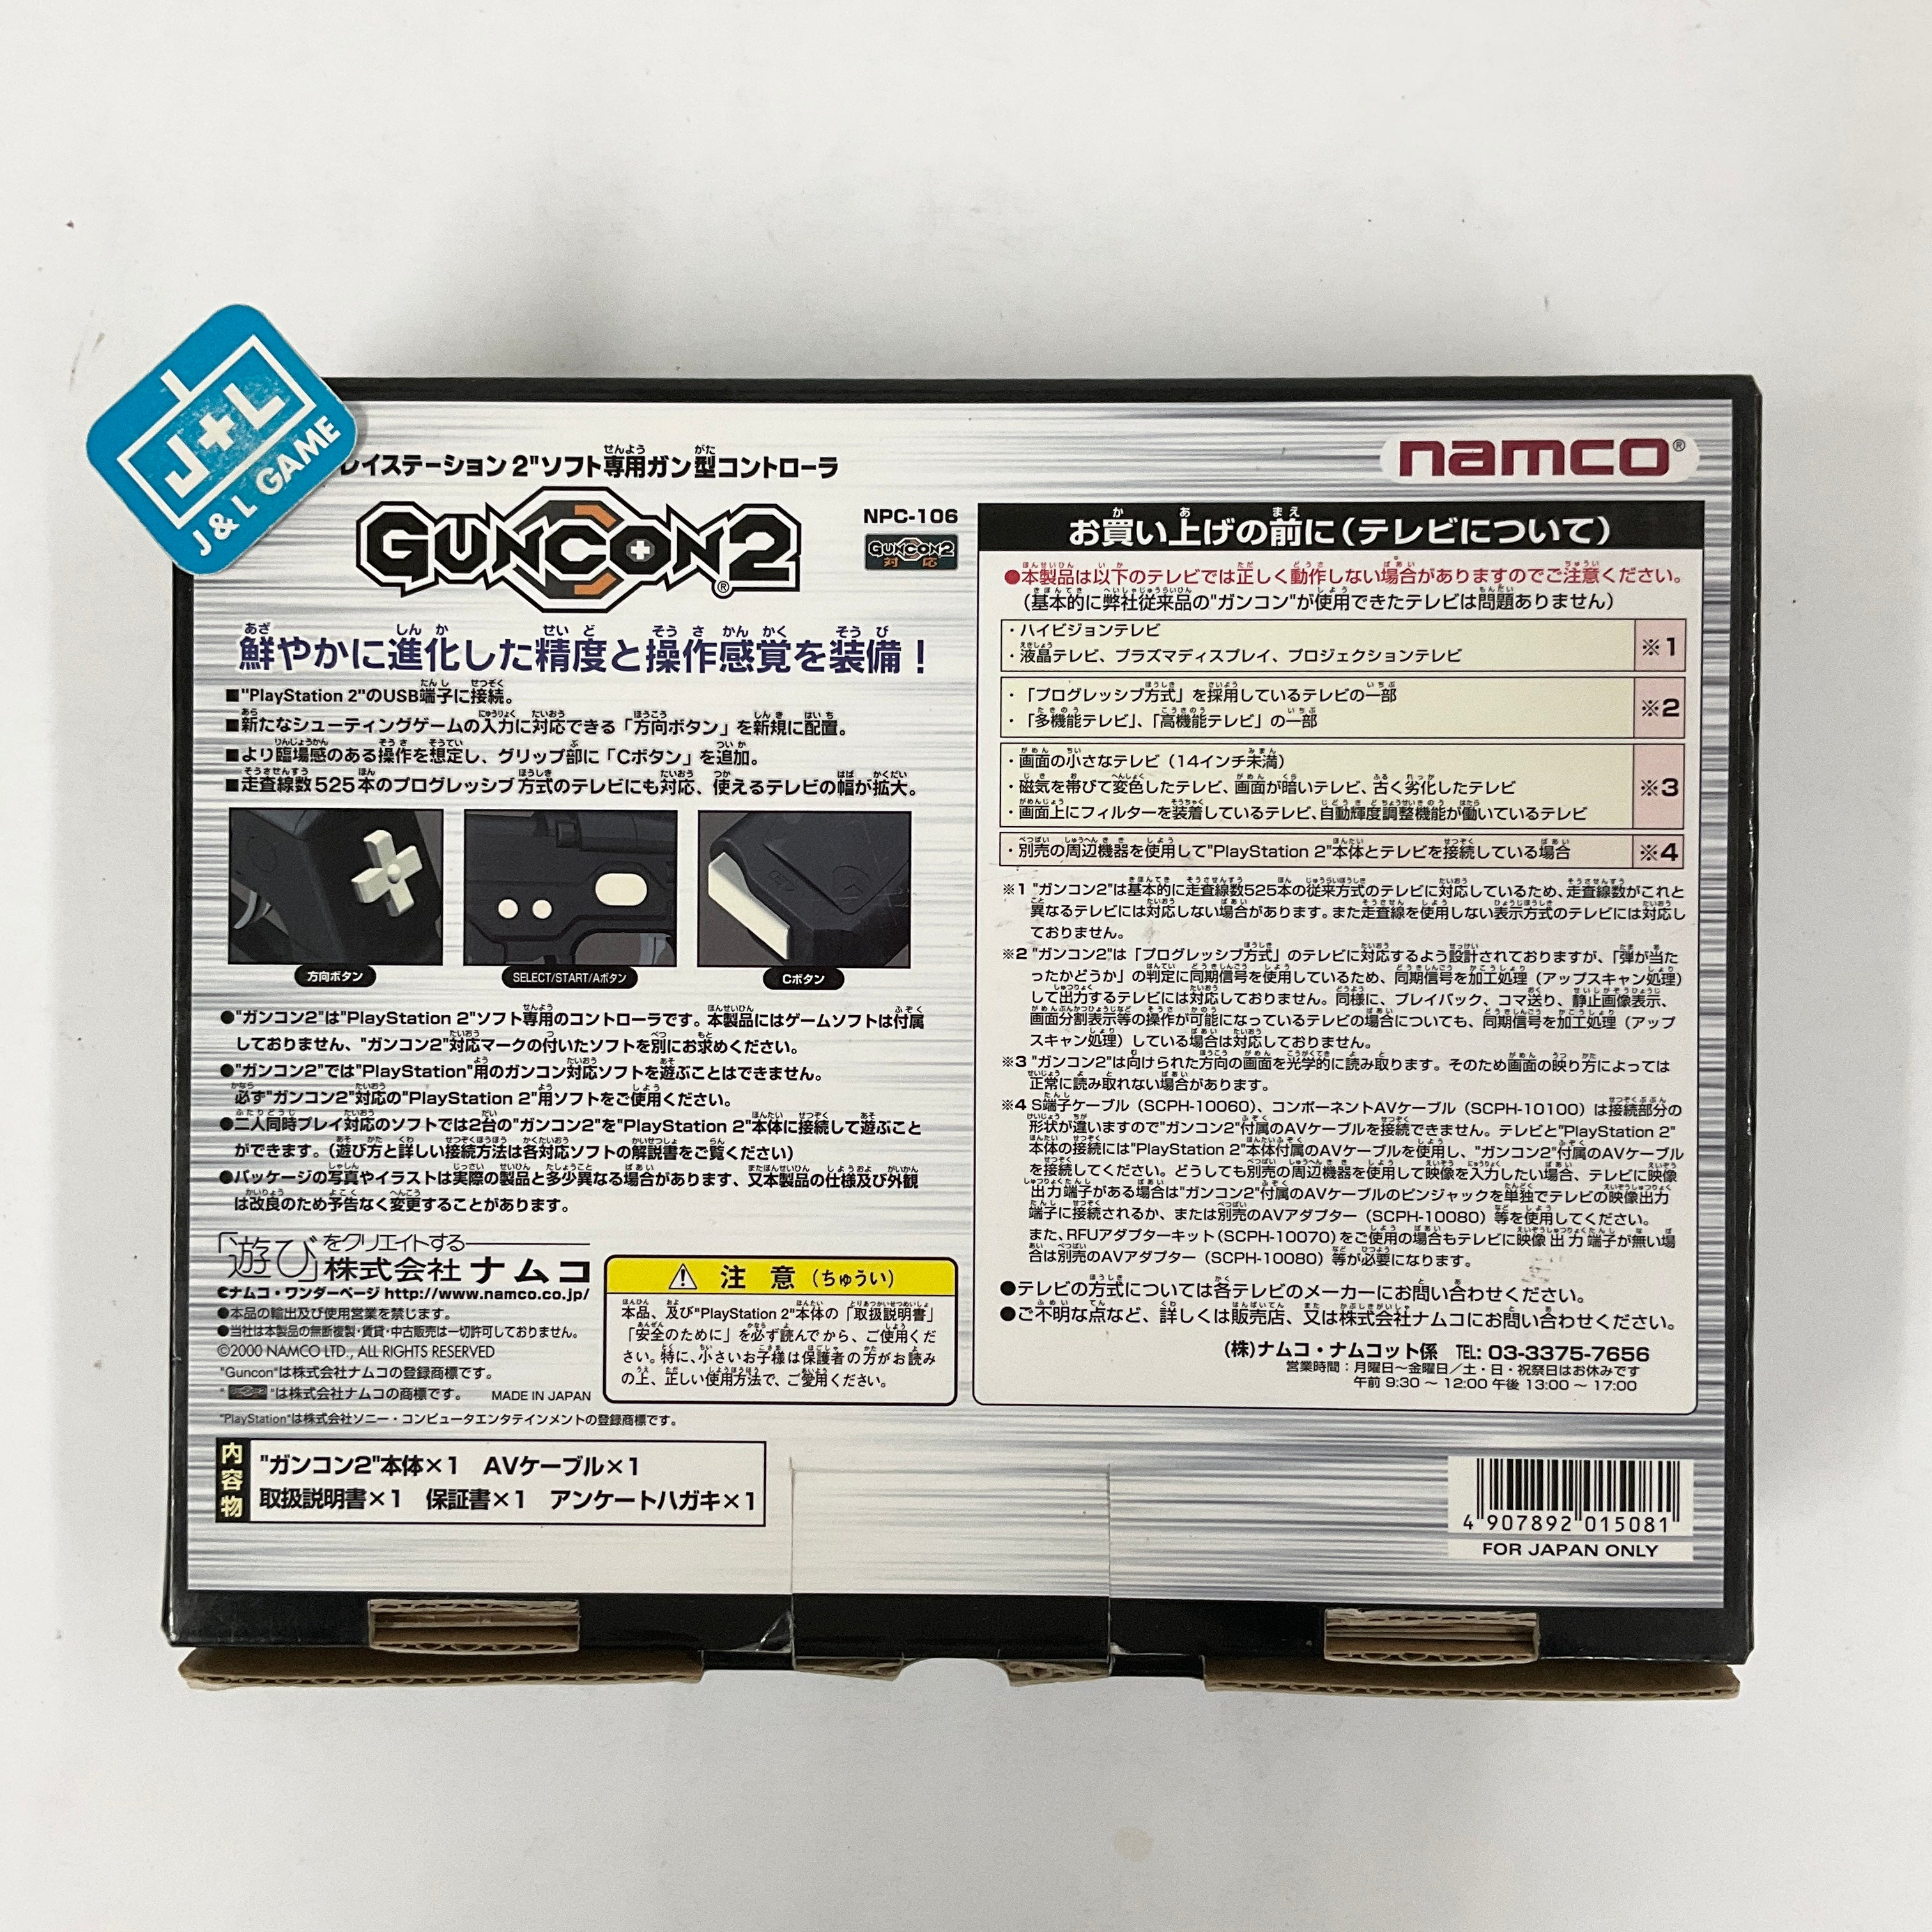 J+L
J & L GAME
レイステーション 2"ソフト専用ガン型コントローラ
GUNCON2®
NPC-106
GUNCON2
対応
鮮やかに進化した精度と操作感覚を装備！
■"PlayStation 2"のUSB端子に接続。
■新たなシューティングゲームの入力に対応できる「方向ボタン」を新規に配置。
■より臨場感のある操作を想定し、グリップ部に「Cボタン」を追加。
■走査線数525本のプログレッシブ方式のテレビにも対応、使えるテレビの幅が拡大。
方向ボタン
SELECT/START/Aボタン
Cボタン
●"ガンコン2"は"PlayStation 2"ソフト専用のコントローラです。本製品にはゲームソフトは付属
しておりません、"ガンコン2"対応マークの付いたソフトを別にお求めください。
●"ガンコン2"では"PlayStation"用のガンコン対応ソフトを遊ぶことはできません。
必ず"ガンコン2"対応の"PlayStation 2"用ソフトをご使用ください。
●二人同時プレイ対応のソフトでは2台の"ガンコン2"を"PlayStation 2"本体に接続して遊ぶこと
ができます。（遊び方と詳しい接続方法は各対応ソフトの解説書をご覧ください）
●パッケージの写真やイラストは実際の製品と多少異なる場合があります、又本製品の仕様及び外観
は改良のため予告なく変更することがあります。
「遊び」をクリエイトする
株式会社ナムコ
ナムコ・ワンダーページ http://www.namco.co.jp/
●本品の輸出及び使用営業を禁じます。
●当社は本製品の無断複製・賃貸・中古販売は一切許可しておりません。
©2000 NAMCO LTD., ALL RIGHTS RESERVED
"Guncon"は株式会社ナムコの登録商標です。
" "は株式会社ナムコの商標です。 MADE IN JAPAN
"PlayStation"は株式会社ソニー・コンピュータエンタテインメントの登録商標です。
注意（ちゅうい）
本品、及び"PlayStation 2"本体の「取扱説明書」
「安全のために」を必ず読んでから、ご使用くだ
さい。特に、小さいお子様は保護者の方がお読み
の上、正しい使用方法で、ご愛用ください。
内容物
"ガンコン2"本体×1 AVケーブル×1
取扱説明書×1 保証書×1 アンケートハガキ×1
namco®
お買い上げの前に（テレビについて）
●本製品は以下のテレビでは正しく動作しない場合がありますのでご注意ください。
（基本的に弊社従来品の"ガンコン"が使用できたテレビは問題ありません）
・ハイビジョンテレビ
・液晶テレビ、プラズマディスプレイ、プロジェクションテレビ
※1
・「プログレッシブ方式」を採用しているテレビの一部
・「多機能テレビ」、「高機能テレビ」の一部
※2
・画面の小さなテレビ（14インチ未満）
・磁気を帯びて変色したテレビ、画面が暗いテレビ、古く劣化したテレビ
・画面上にフィルターを装着しているテレビ、自動輝度調整機能が働いているテレビ
※3
・別売の周辺機器を使用して"PlayStation 2"本体とテレビを接続している場合
※4
※1 "ガンコン2"は基本的に走査線数525本の従来方式のテレビに対応しているため、走査線数がこれと
異なるテレビには対応しない場合があります。また走査線を使用しない表示方式のテレビには対応し
ておりません。
※2 "ガンコン2"は「プログレッシブ方式」のテレビに対応するよう設計されておりますが、「弾が当た
ったかどうか」の判定に同期信号を使用しているため、同期信号を加工処理（アップスキャン処理）
して出力するテレビには対応しておりません。同様に、プレイバック、コマ送り、静止画像表示、
画面分割表示等の操作が可能になっているテレビの場合についても、同期信号を加工処理（アップ
スキャン処理）している場合は対応しておりません。
※3 "ガンコン2"は向けられた方向の画面を光学的に読み取ります。そのため画面の映り方によっては
正常に読み取れない場合があります。
※4 S端子ケーブル（SCPH-10060）、コンポーネントAVケーブル（SCPH-10100）は接続部分の
形状が違いますので"ガンコン2"付属のAVケーブルを接続できません。テレビと"PlayStation 2"
本体の接続には"PlayStation 2"本体付属のAVケーブルを使用し、"ガンコン2"付属のAVケーブル
を接続してください。どうしても別売の周辺機器を使用して映像を入力したい場合、テレビに映像
出力端子がある場合は"ガンコン2"付属のAVケーブルのピンジャックを単独でテレビの映像出力
端子に接続されるか、または別売のAVアダプター（SCPH-10080）等を使用してください。
また、RFUアダプターキット（SCPH-10070）をご使用の場合もテレビに映像出力端子が無い場
合は別売のAVアダプター（SCPH-10080）等が必要になります。
●テレビの方式については各テレビのメーカーにお問い合わせください。
●ご不明な点など、詳しくは販売店、又は株式会社ナムコにお問い合わせください。
（株）ナムコ・ナムコット係 TEL: 03-3375-7656
営業時間：月曜日～金曜日／土・日・祝祭日はお休みです
午前 9:30 ～ 12:00 午後 13:00 ～ 17:00
4 907892 015081
FOR JAPAN ONLY